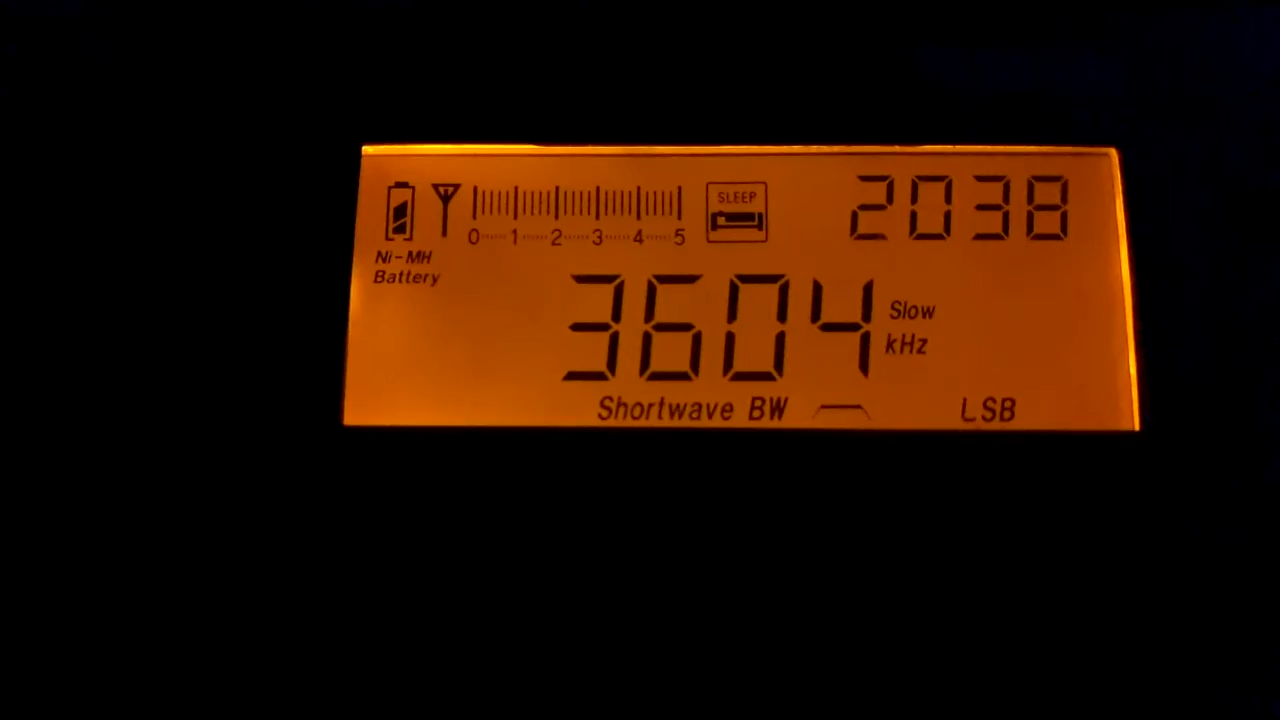 SLEEP 2038
0 1 2 3 4 5
Ni-MH
Battery
3604 Slow
kHz
Shortwave BW LSB